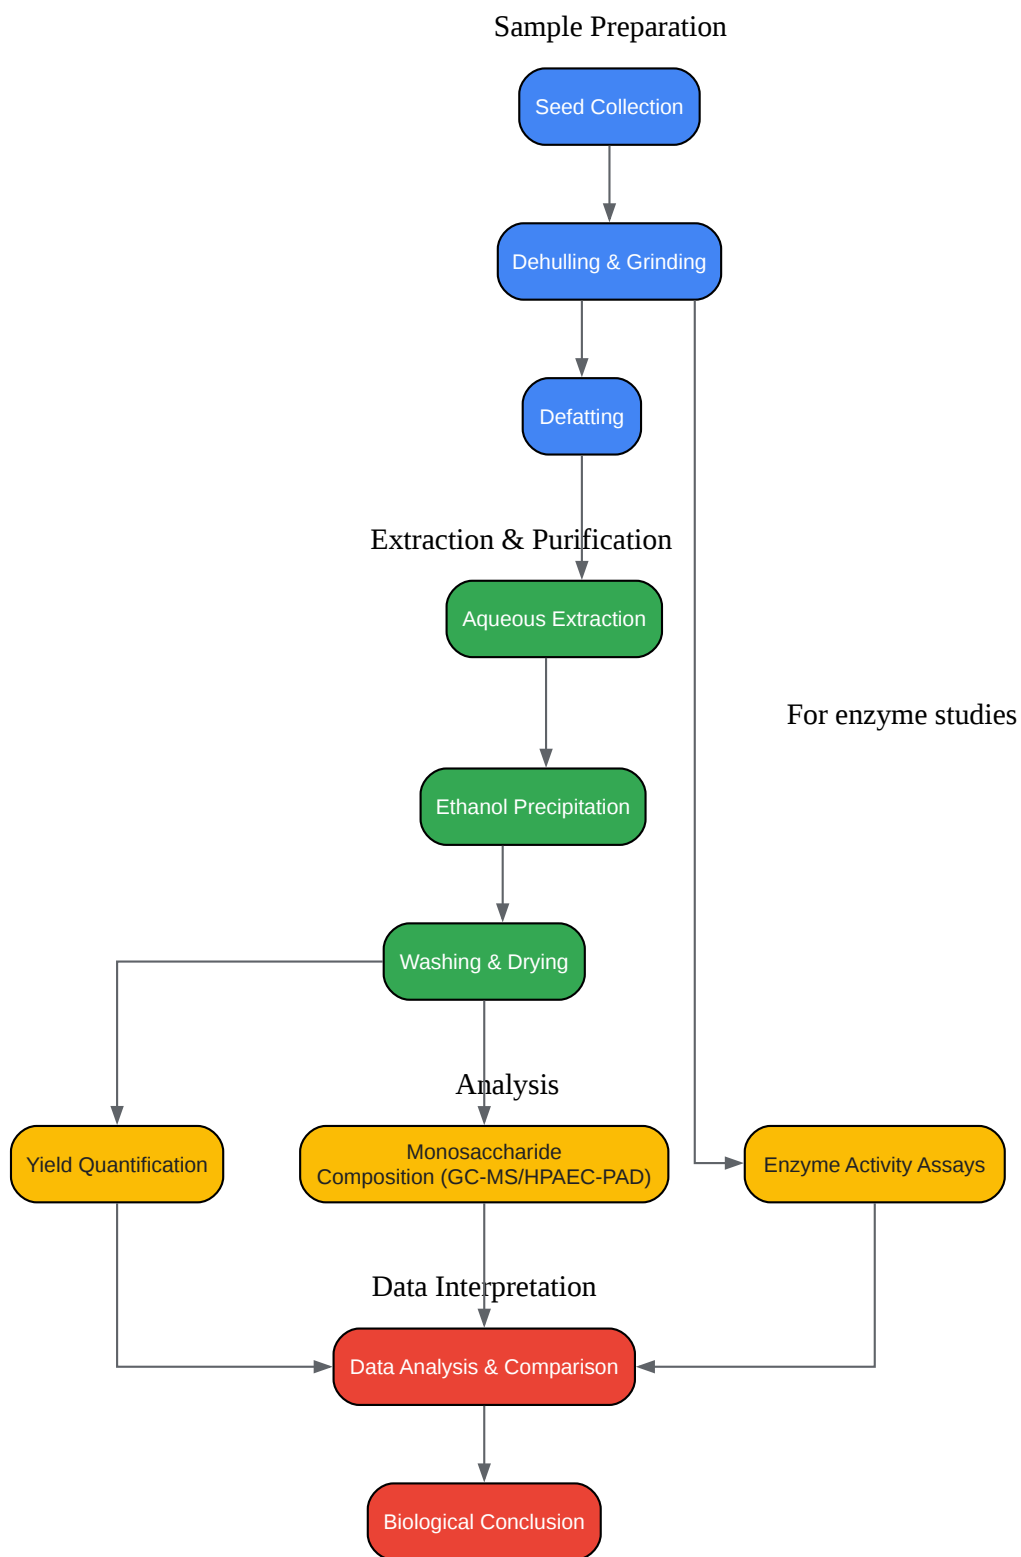 Sample Preparation
Seed Collection
Dehulling & Grinding
Defatting
Extraction & Purification
Aqueous Extraction
For enzyme studies
Ethanol Precipitation
Washing & Drying
Analysis
Yield Quantification
Monosaccharide
Composition (GC-MS/HPAEC-PAD)
Enzyme Activity Assays
Data Interpretation
Data Analysis & Comparison
Biological Conclusion